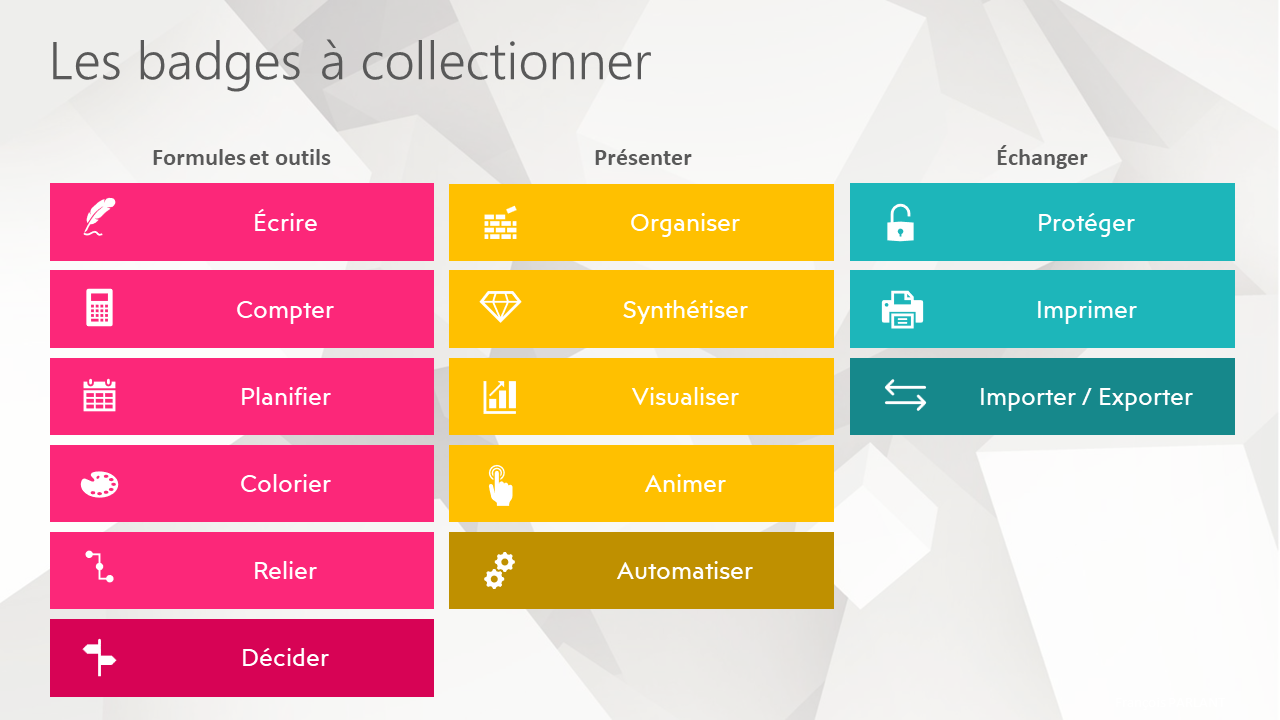 Les badges à collectionner
Formules et outils
Écrire
Compter
Planifier
Colorier
Relier
Décider
Présenter
Organiser
Synthétiser
Visualiser
Animer
Automatiser
Échanger
Protéger
Imprimer
Importer / Exporter